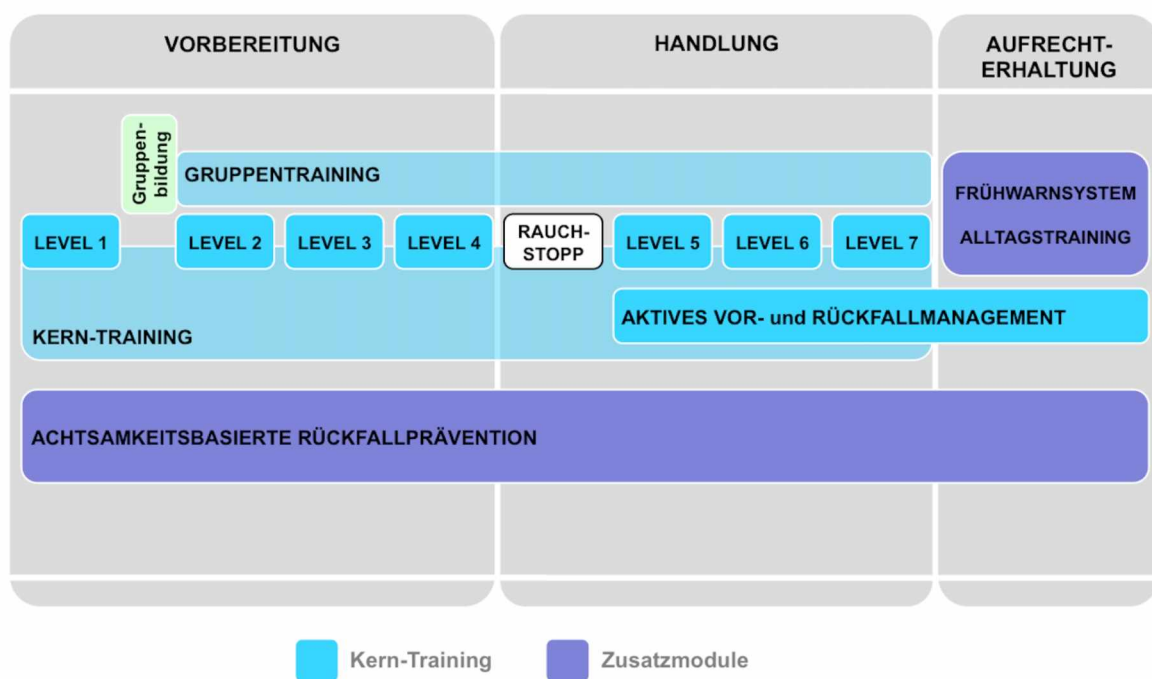 VORBEREITUNG
HANDLUNG
AUFRECHT-
ERHALTUNG
Gruppen-
bildung
GRUPPENTRAINING
FRÜHWARNSYSTEM
ALLTAGSTRAINING
LEVEL 1
LEVEL 2
LEVEL 3
LEVEL 4
RAUCH-
STOPP
LEVEL 5
LEVEL 6
LEVEL 7
AKTIVES VOR- und RÜCKFALLMANAGEMENT
KERN-TRAINING
ACHTSAMKEITSBASIERTE RÜCKFALLPRÄVENTION
Kern-Training
Zusatzmodule